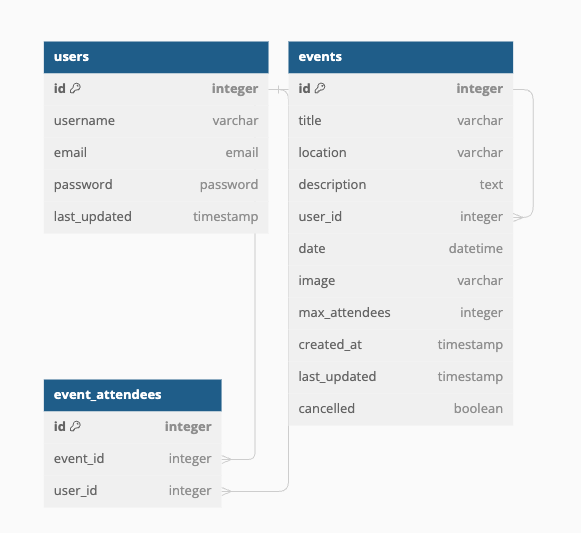 users
id integer
username varchar
email email
password password
last_updated timestamp
events
id integer
title varchar
location varchar
description text
user_id integer
date datetime
image varchar
max_attendees integer
created_at timestamp
last_updated timestamp
cancelled boolean
event_attendees
id integer
event_id integer
user_id integer